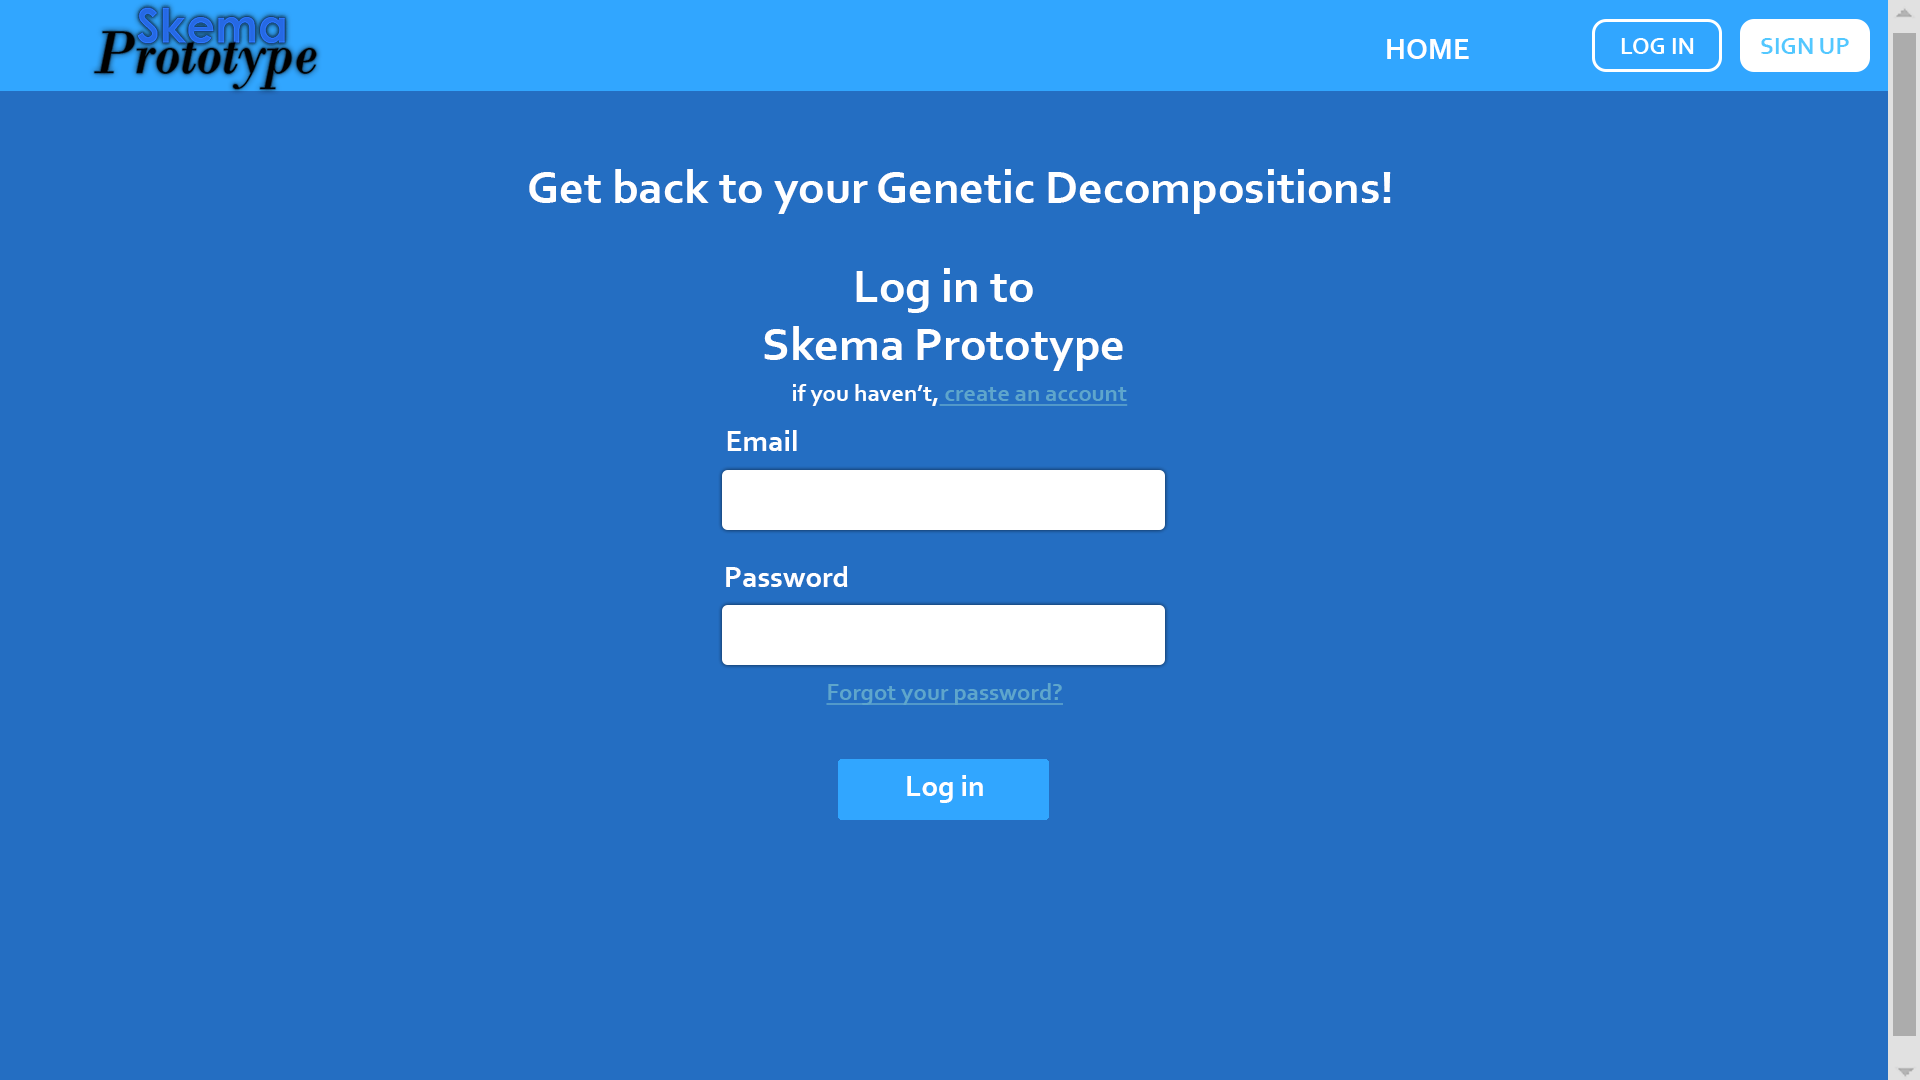 Skema
Prototype
HOME
LOG IN
SIGN UP
Get back to your Genetic Decompositions!
Log in to
Skema Prototype
if you haven’t, create an account
Email
Password
Forgot your password?
Log in